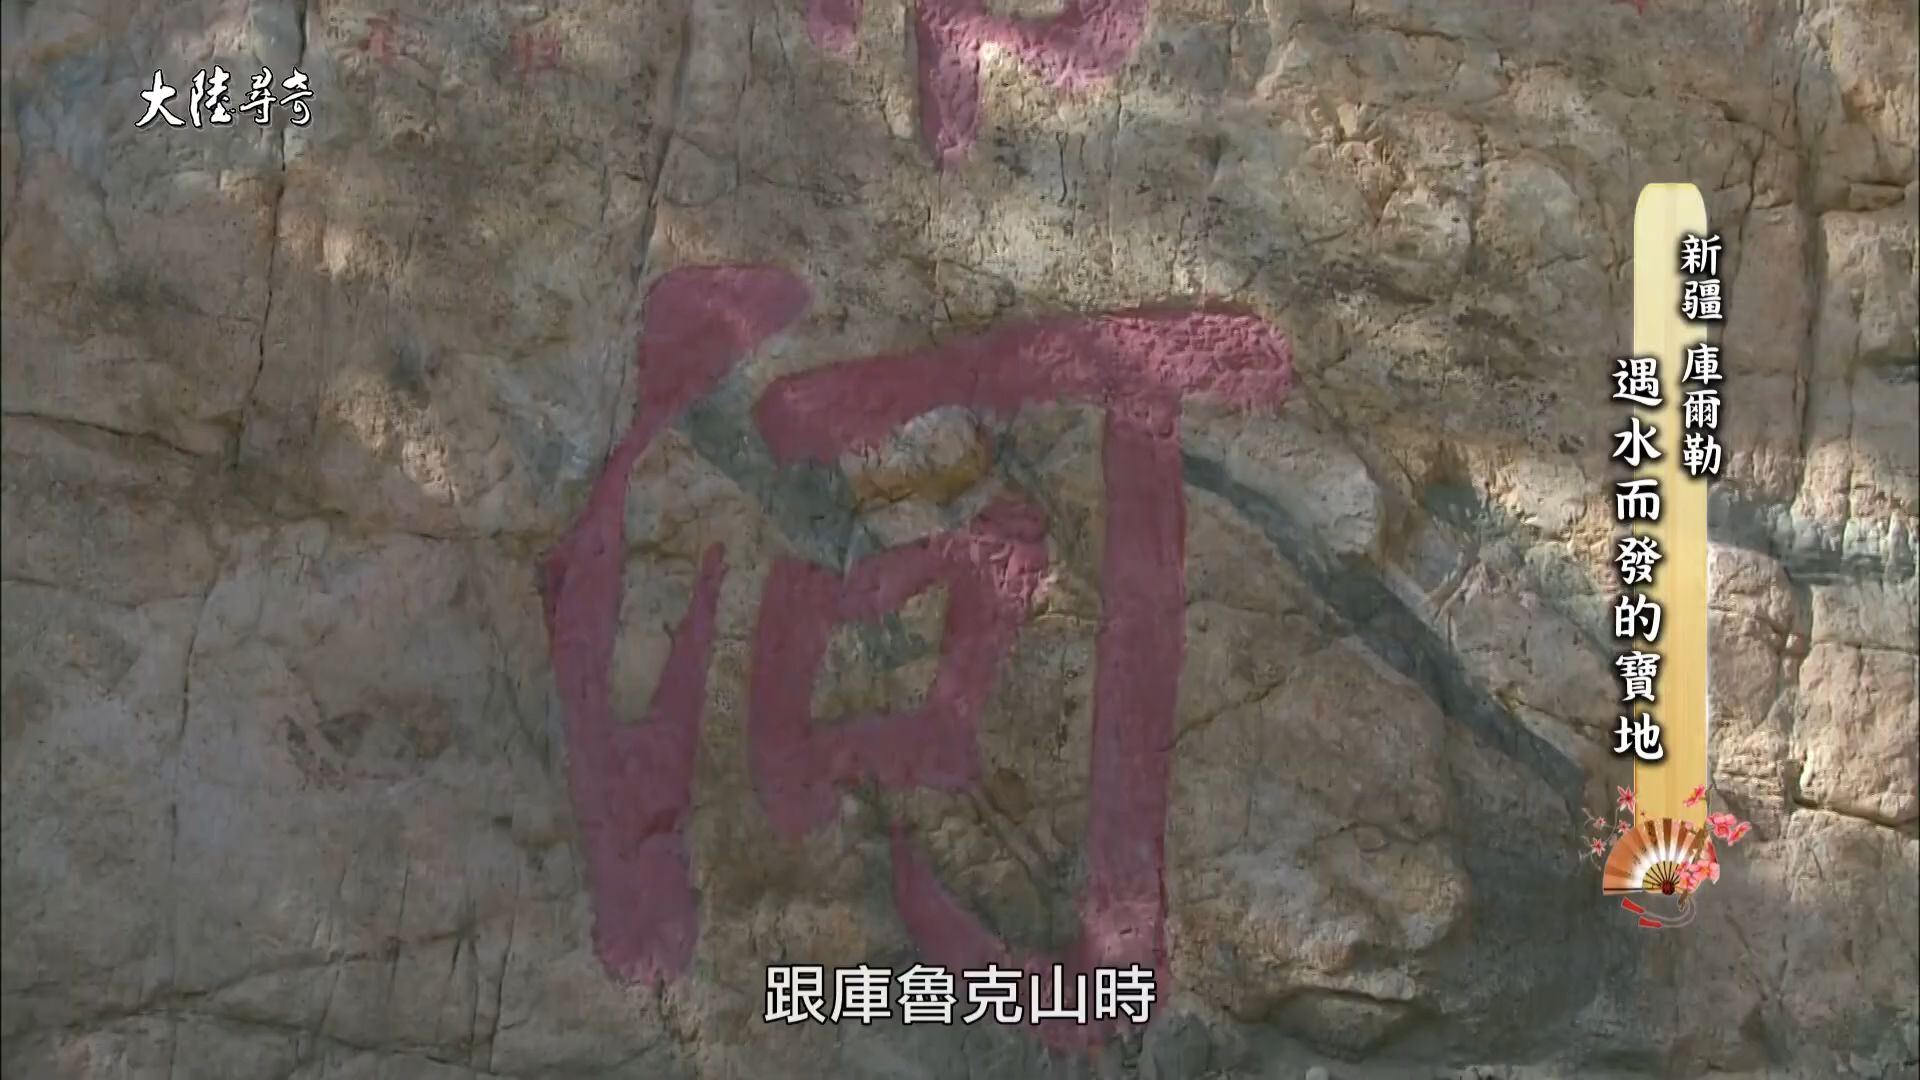 大陸尋奇
新疆 庫爾勒
遇水而發的寶地
河
跟庫魯克山時